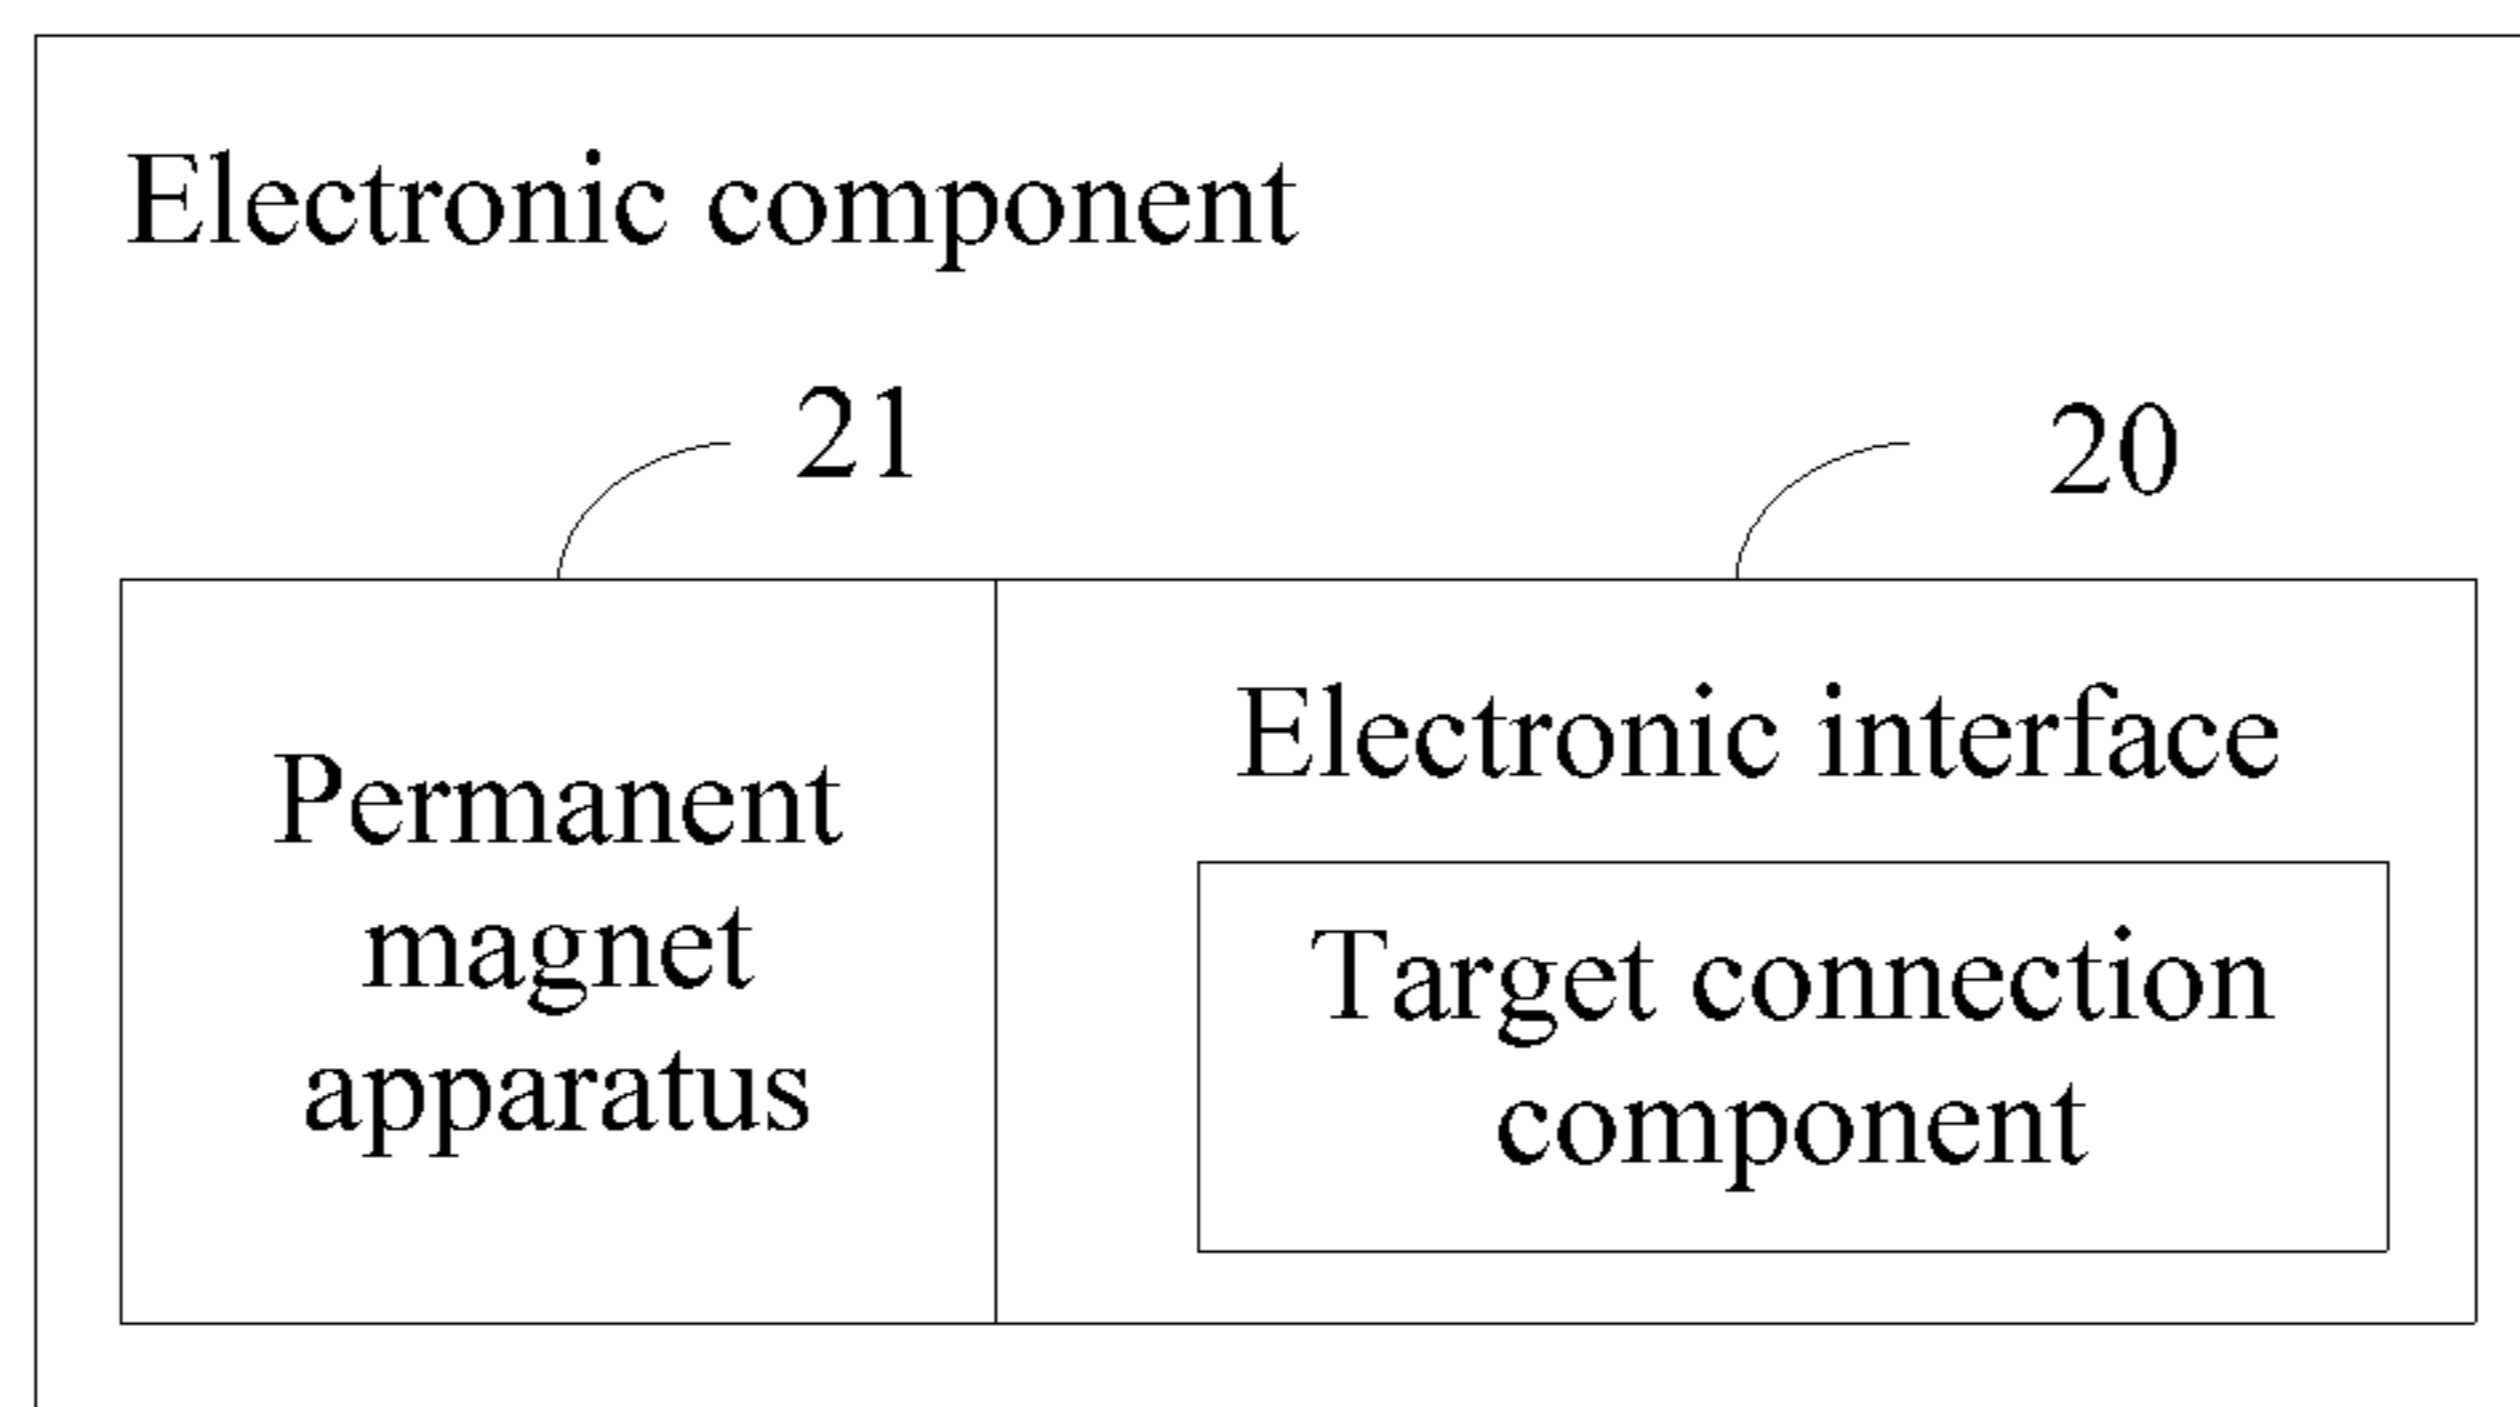 Electronic component
21
20
Permanent
magnet
apparatus
Electronic interface
Target connection
component